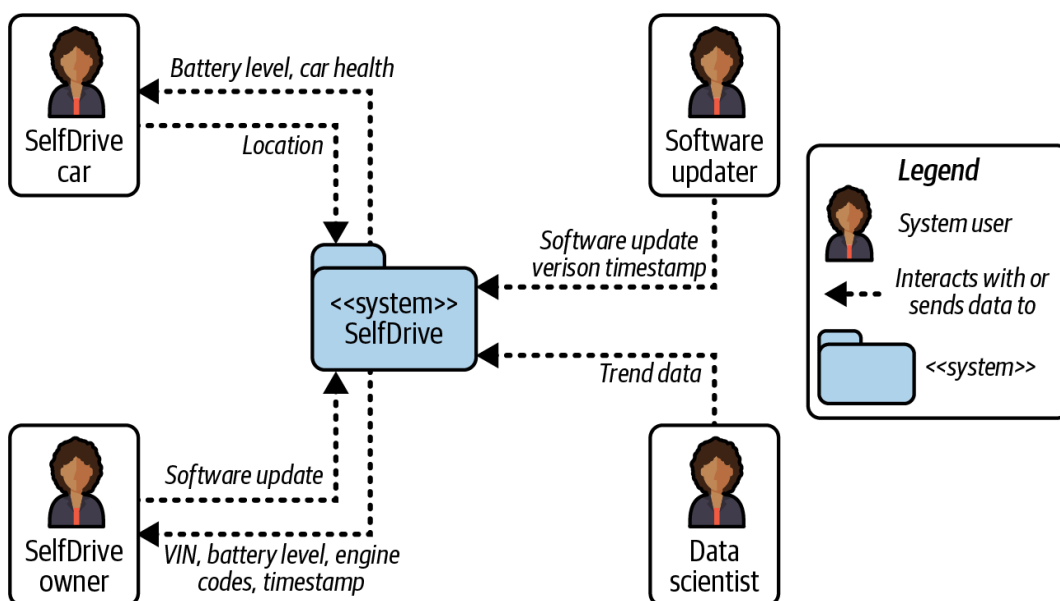 SelfDrive
car
Battery level, car health
Location
Software
updater
Legend
System user
Interacts with or
sends data to
<<system>>
Software update
verison timestamp
<<system>>
SelfDrive
Trend data
SelfDrive
owner
Software update
VIN, battery level, engine
codes, timestamp
Data
scientist